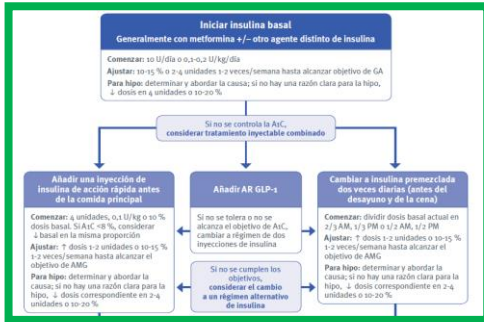 Iniciar insulina basal
Generalmente con metformina +/− otro agente distinto de insulina
Comenzar: 10 U/día o 0,1-0,2 U/kg/día
Ajustar: 10-15 % o 2-4 unidades 1-2 veces/semana hasta alcanzar objetivo de GA
Para hipo: determinar y abordar la causa; si no hay una razón clara para la hipo,
↓ dosis en 4 unidades o 10-20 %
Si no se controla la A1C,
considerar tratamiento inyectable combinado
Añadir una inyección de
insulina de acción rápida antes
de la comida principal
Comenzar: 4 unidades, 0,1 U/kg o 10 %
dosis basal. Si A1C <8 %, considerar
↓ basal en la misma proporción
Ajustar: ↑ dosis 1-2 unidades o 10-15 %
1-2 veces/semana hasta alcanzar el
objetivo de AMG
Para hipo: determinar y abordar la
causa; si no hay una razón clara para la
hipo, ↓ dosis correspondiente en 2-4
unidades o 10-20 %
Añadir AR GLP-1
Si no se tolera o no se
alcanza el objetivo de A1C,
cambiar a régimen de dos
inyecciones de insulina
Si no se cumplen los
objetivos,
considerar el cambio
a un régimen alternativo
de insulina
Cambiar a insulina premezclada
dos veces diarias (antes del
desayuno y de la cena)
Comenzar: dividir dosis basal actual en
2/3 AM, 1/3 PM o 1/2 AM, 1/2 PM
Ajustar: ↑ dosis 1-2 unidades o 10-15 %
1-2 veces/semana hasta alcanzar el
objetivo de AMG
Para hipo: determinar y abordar la
causa; si no hay una razón clara para la
hipo, ↓ dosis correspondiente en 2-4
unidades o 10-20 %